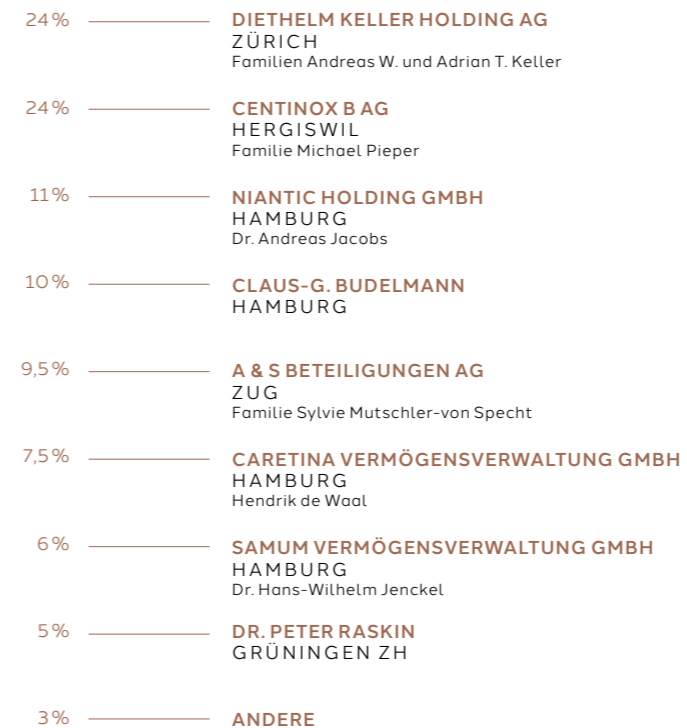 24 %
DIETHELM KELLER HOLDING AG
ZÜRICH
Familien Andreas W. und Adrian T. Keller
24 %
CENTINOX B AG
HERGISWIL
Familie Michael Pieper
11 %
NIANTIC HOLDING GMBH
HAMBURG
Dr. Andreas Jacobs
10 %
CLAUS-G. BUDELMANN
HAMBURG
9,5 %
A & S BETEILIGUNGEN AG
ZUG
Familie Sylvie Mutschler-von Specht
7,5 %
CARETINA VERMÖGENSVERWALTUNG GMBH
HAMBURG
Hendrik de Waal
6 %
SAMUM VERMÖGENSVERWALTUNG GMBH
HAMBURG
Dr. Hans-Wilhelm Jenckel
5 %
DR. PETER RASKIN
GRÜNINGEN ZH
3 %
ANDERE